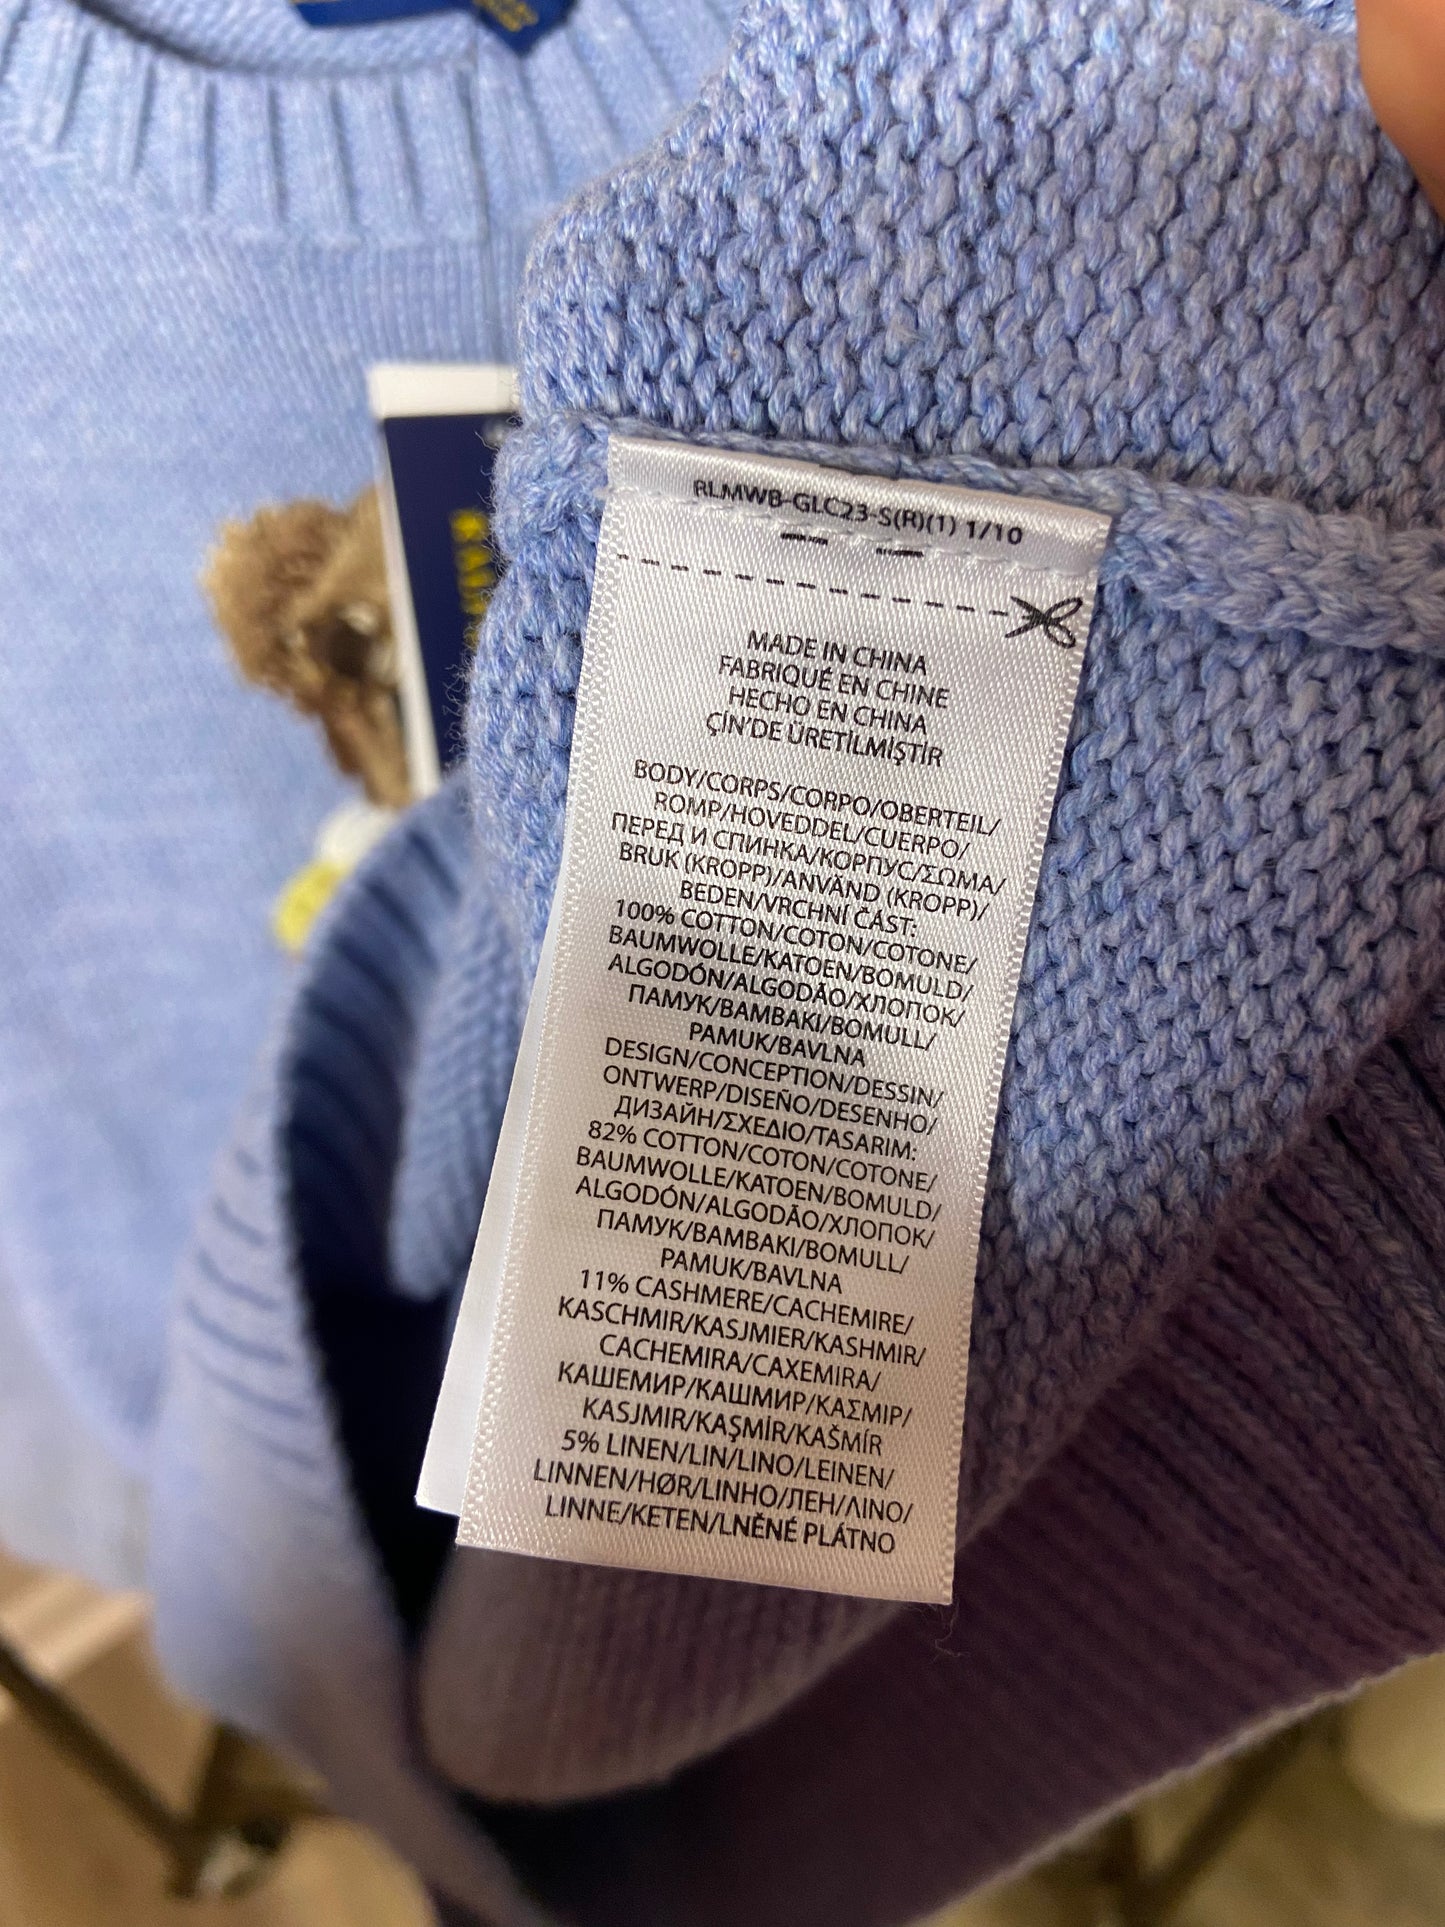 RLMWB-GLC23-S(R)(1) 1/10
MADE IN CHINA
FABRIQUÉ EN CHINE
HECHO EN CHINA
ÇİN'DE ÜRETİLMİŞTİR
BODY/CORPS/CORPO/OBERTEIL/
ROMP/HOVEDDEL/CUERPO/
ПЕРЕД И СПИНКА/КОРПУС/ΣΩΜΑ/
BRUK (KROPP)/ANVÄND (KROPP)/
BEDEN/VRCHNÍ ČÁST:
100% COTTON/COTON/COTONE/
BAUMWOLLE/KATOEN/BOMULD/
ALGODÓN/ALGODÃO/ХЛОПОК/
ПАМУК/ΒΑΜΒΑΚΙ/BOMULL/
PAMUK/BAVLNA
DESIGN/CONCEPTION/DESSIN/
ONTWERP/DISEÑO/DESENHO/
ДИЗАЙН/ΣΧΕΔΙΟ/TASARIM:
82% COTTON/COTON/COTONE/
BAUMWOLLE/KATOEN/BOMULD/
ALGODÓN/ALGODÃO/ХЛОПОК/
ПАМУК/ΒΑΜΒΑΚΙ/BOMULL/
PAMUK/BAVLNA
11% CASHMERE/CACHEMIRE/
KASCHMIR/KASJMIER/KASHMIR/
CACHEMIRA/CAXEMIRA/
КАШЕМИР/КАШМИР/ΚΑΣΜΙΡ/
KASJMIR/KAŞMİR/KAŠMÍR
5% LINEN/LIN/LINO/LEINEN/
LINNEN/HØR/LINHO/ЛЕН/ΛΙΝΟ/
LINNE/KETEN/LNĚNÉ PLÁTNO